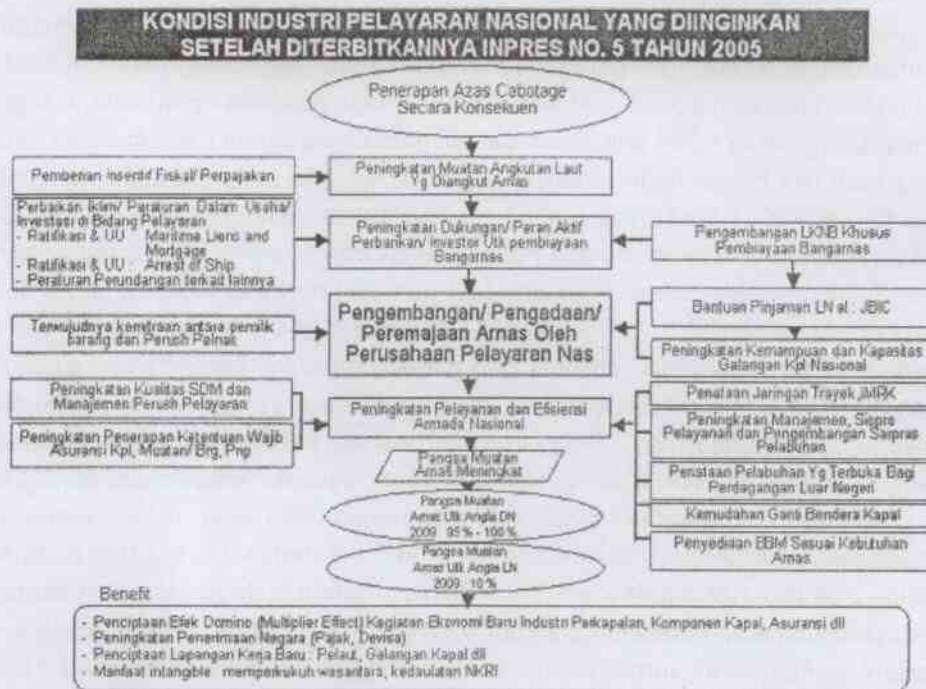 KONDISI INDUSTRI PELAYARAN NASIONAL YANG DIINGINKAN
SETELAH DITERBITKANNYA INPRES NO. 5 TAHUN 2005
Penerapan Azas Cabotage
Secara Konsekuen
Pemberian Insentif Fiskal/ Perpajakan
Peningkatan Muatan Angkutan Laut
Yg Diangkut Arnas
Perbaikan Iklim/ Peraturan Dalam Usaha/
Investasi di Bidang Pelayaran
- Ratifikasi & UU : Maritime Liens and
Mortgage
- Ratifikasi & UU : Arrest of Ship
- Peraturan Perundangan terkait lainnya
Peningkatan Dukungan/ Peran Aktif
Perbankan/ Investor Utk pembiayaan
Bangarnas
Pengembangan LKNB Khusus
Pembiayaan Bangarnas
Terwujudnya kemitraan antara pemilik
barang dan Perush Pelnas
Pengembangan/ Pengadaan/
Peremajaan Arnas Oleh
Perusahaan Pelayaran Nas
Bantuan Pinjaman LN al : JBIC
Peningkatan Kemampuan dan Kapasitas
Galangan Kpl Nasional
Peningkatan Kualitas SDM dan
Manajemen Perush Pelayaran
Peningkatan Penerapan Ketentuan Wajib
Asuransi Kpl, Muatan/ Brg, Pnp
Peningkatan Pelayanan dan Efisiensi
Armada Nasional
Penataan Jaringan Trayek JMRK
Peningkatan Manajemen, Sispro
Pelayanan dan Pengembangan Sarpras
Pelabuhan
Penataan Pelabuhan Yg Terbuka Bagi
Perdagangan Luar Negeri
Kemudahan Ganti Bendera Kapal
Penyediaan BBM Sesuai Kebutuhan
Arnas
Pangsa Muatan
Arnas Meningkat
Pangsa Muatan
Arnas Utk Angla DN
2009 : 95 % - 100 %
Pangsa Muatan
Arnas Utk Angla LN
2009 : 10 %
Benefit
- Penciptaan Efek Domino (Multiplier Effect) Kegiatan Ekonomi Baru Industri Perkapalan, Komponen Kapal, Asuransi dll
- Peningkatan Penerimaan Negara (Pajak, Devisa)
- Penciptaan Lapangan Kerja Baru : Pelaut, Galangan Kapal dll
- Manfaat intangible : memperkukuh wasantara, kedaulatan NKRI